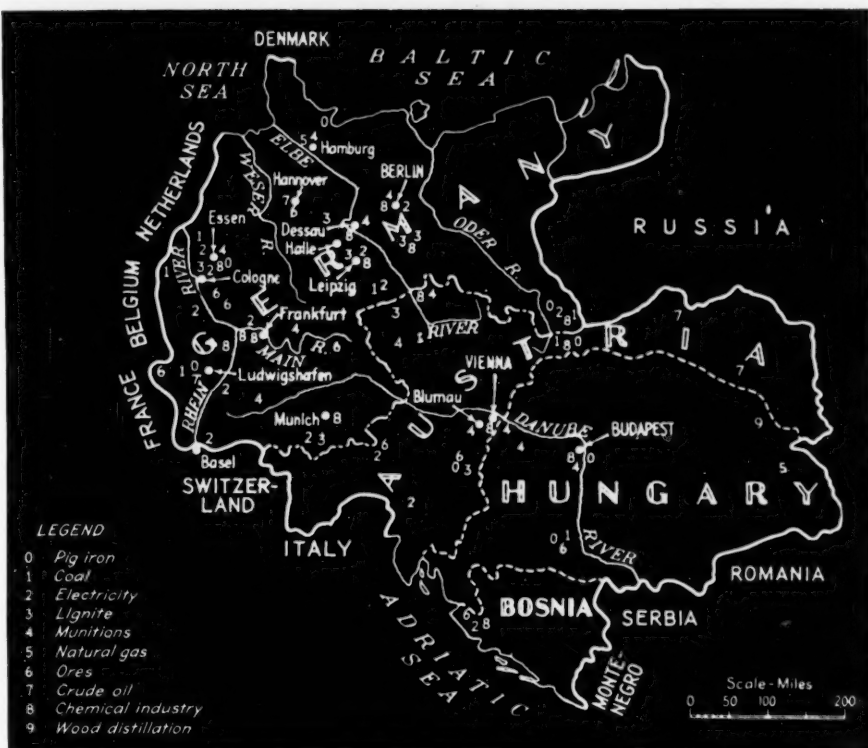 DENMARK
BALTIC
SEA
NORTH
SEA
NETHERLANDS
BELGIUM
FRANCE
GERMANY
RUSSIA
ELBE
WESER R.
Hamburg
Hannover
BERLIN
ODER R.
Essen
Dessau
Halle
Leipzig
RIVER
Cologne
Frankfurt
MAIN R.
RIVER
AUSTRIA
VIENNA
Ludwigshafen
RHEIN
Blumau
Munich
DANUBE
BUDAPEST
Basel
SWITZER-
LAND
HUNGARY
ITALY
RIVER
ROMANIA
BOSNIA
SERBIA
ADRIATIC
SEA
MONTE-
NEGRO
LEGEND
0 Pig iron
1 Coal
2 Electricity
3 Lignite
4 Munitions
5 Natural gas
6 Ores
7 Crude oil
8 Chemical industry
9 Wood distillation
Scale-Miles
0 50 100 200